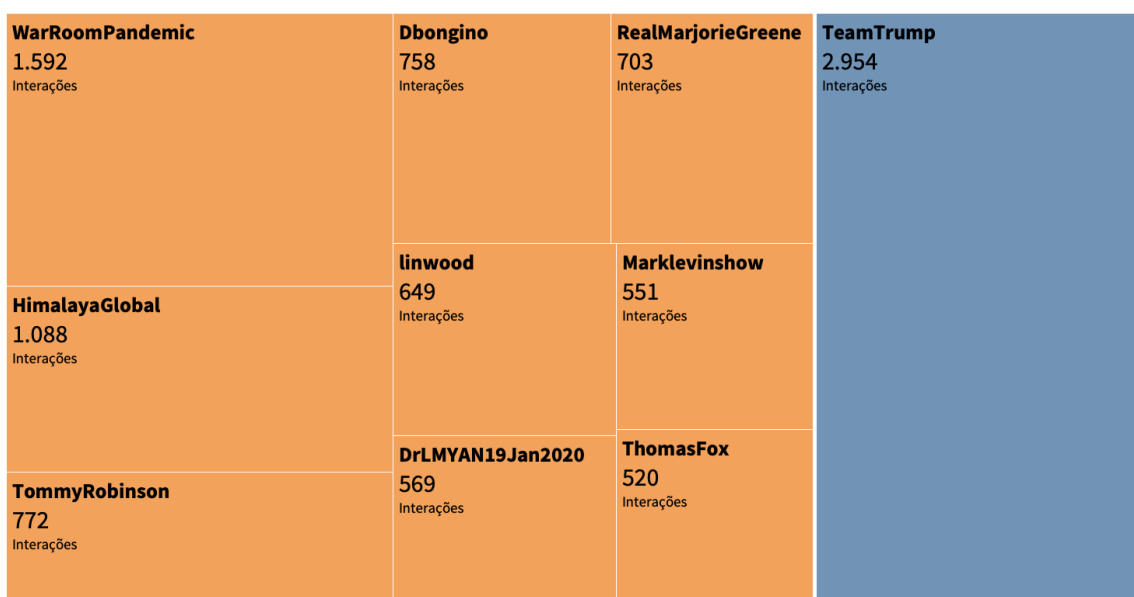 WarRoomPandemic
1.592
Interações
HimalayaGlobal
1.088
Interações
TommyRobinson
772
Interações
Dbongino
758
Interações
RealMarjorieGreene
703
Interações
linwood
649
Interações
Marklevinshow
551
Interações
DrLMYAN19Jan2020
569
Interações
ThomasFox
520
Interações
TeamTrump
2.954
Interações